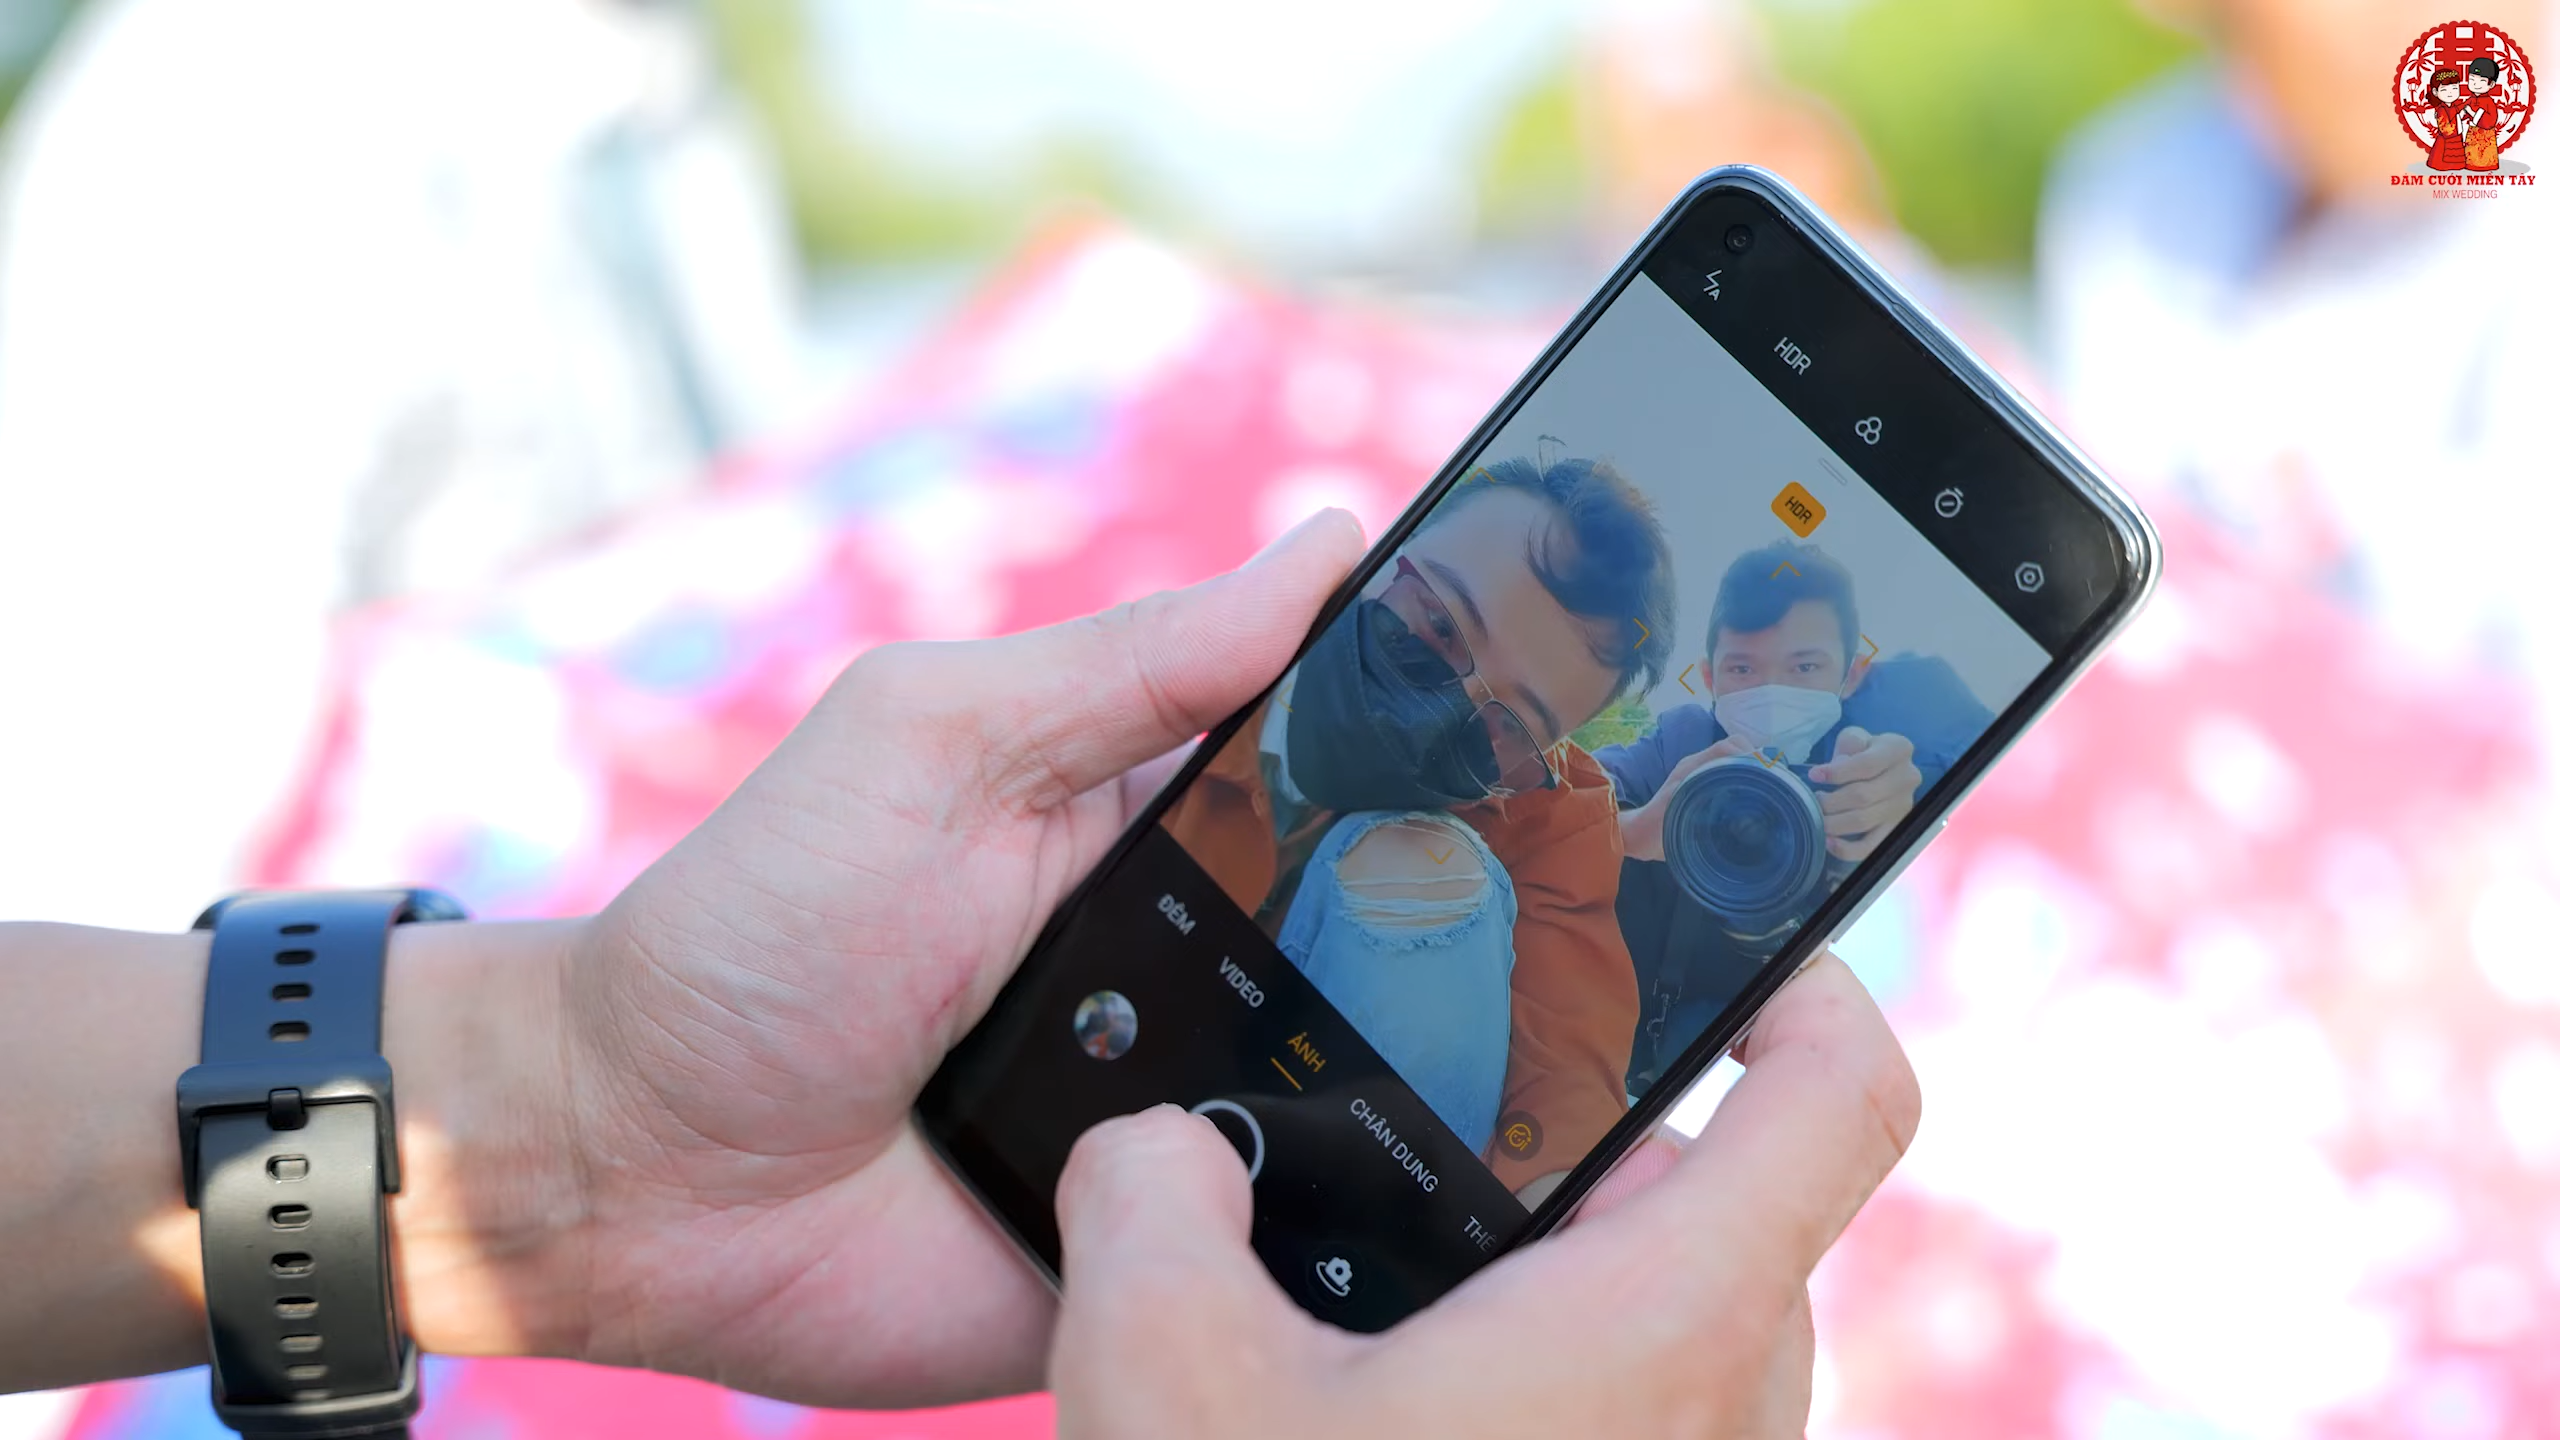 ĐÁM CƯỚI MIỀN TÂY
MIX WEDDING
HDR
HDR
ĐÊM
VIDEO
ẢNH
CHÂN DUNG